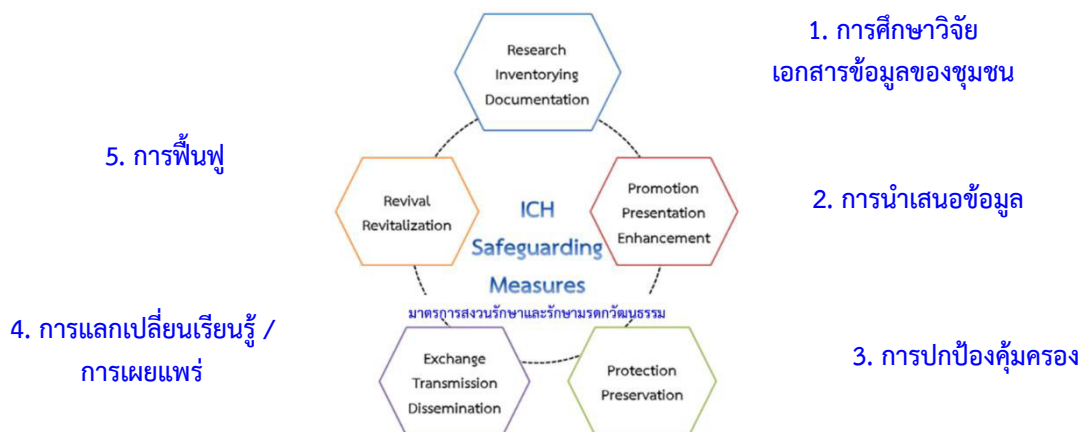 1. การศึกษาวิจัย
เอกสารข้อมูลของชุมชน
Research
Inventorying
Documentation
5. การฟื้นฟู
Revival
Revitalization
ICH
Safeguarding
Measures
มาตรการสงวนรักษาและรักษามรดกวัฒนธรรม
Promotion
Presentation
Enhancement
2. การนำเสนอข้อมูล
4. การแลกเปลี่ยนเรียนรู้ /
การเผยแพร่
Exchange
Transmission
Dissemination
Protection
Preservation
3. การปกป้องคุ้มครอง